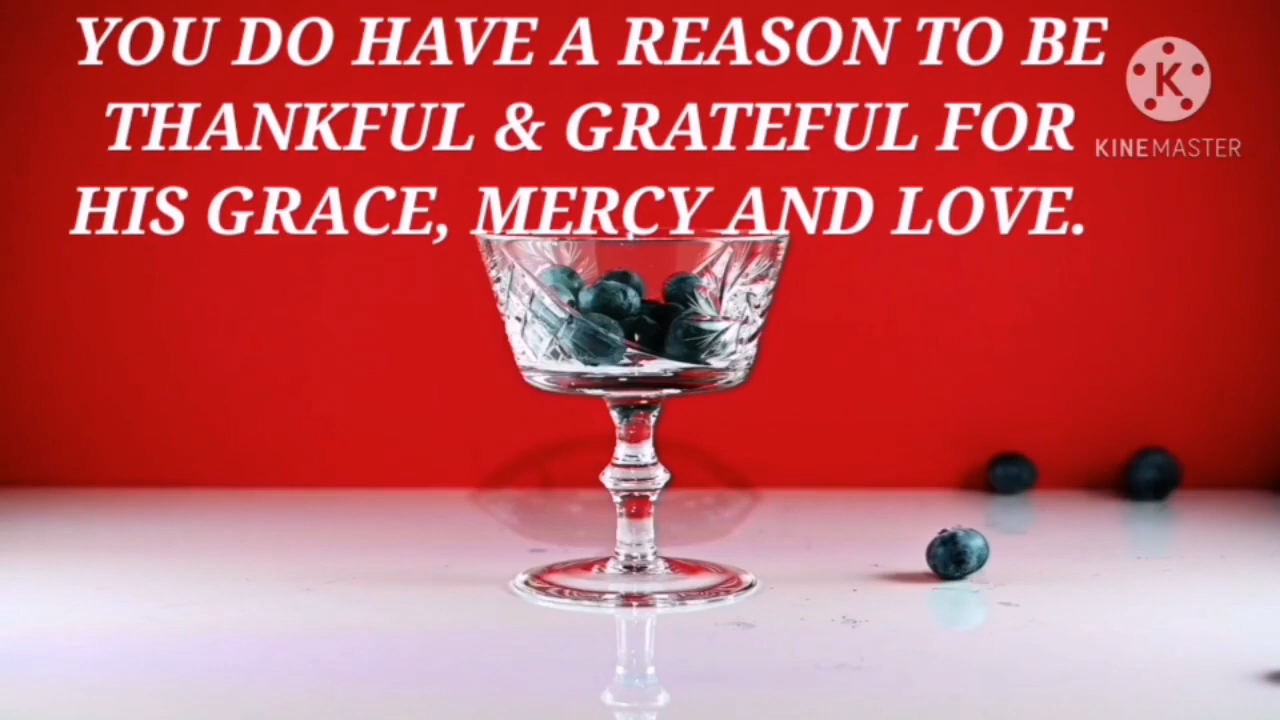 YOU DO HAVE A REASON TO BE
THANKFUL & GRATEFUL FOR
HIS GRACE, MERCY AND LOVE.
K
KINEMASTER